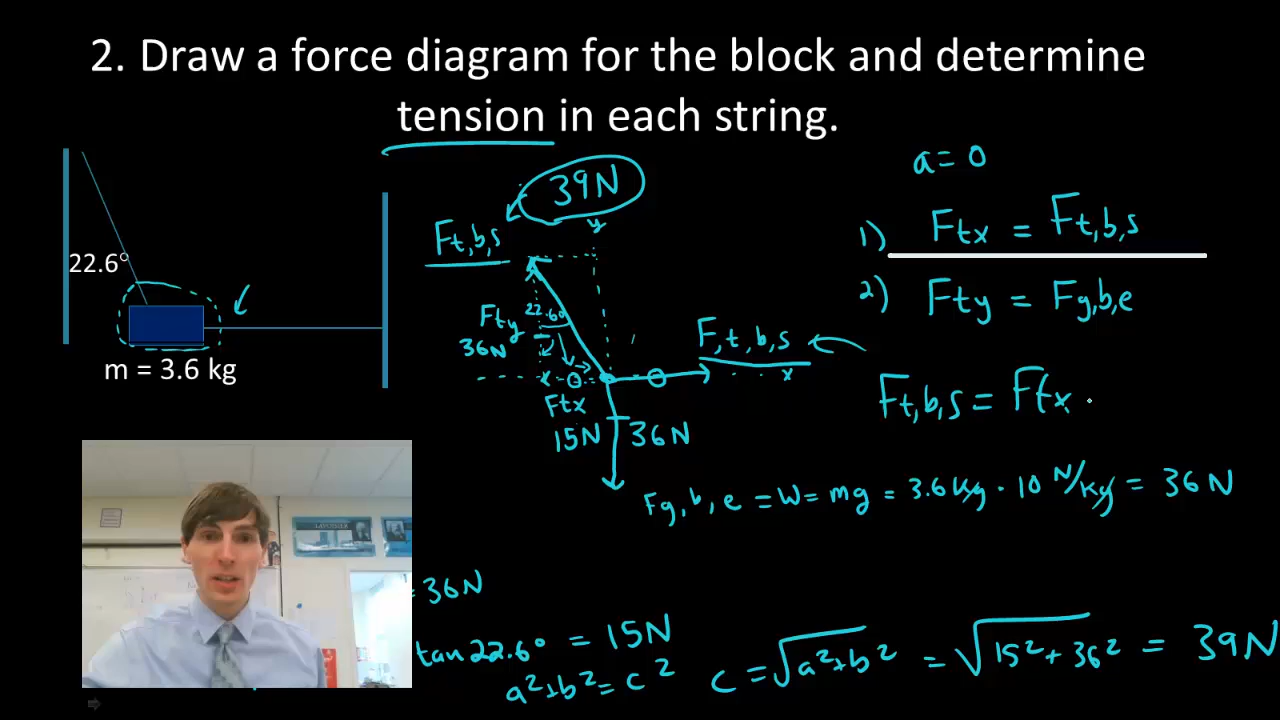 2. Draw a force diagram for the block and determine
tension in each string.
22.6°
m = 3.6 kg
39N
y
Ft,b,s
22.6°
Fty
36N
x
Ftx
15N
36N
F,t,b,s
x
a = 0
1) Ftx = Ft,b,s
2) Fty = Fg,b,e
Ft,b,s = Ftx ·
Fg,b,e = W = mg = 3.6 kg · 10 N/kg = 36 N
= 36N
tan 22.6° = 15N
a²+b² = c²
c = √a²+b² = √15²+36² = 39N